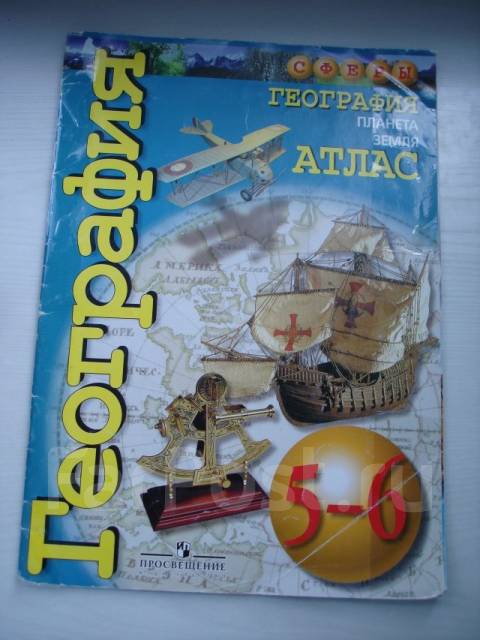 СФЕРЫ
ГЕОГРАФИЯ
ПЛАНЕТА
ЗЕМЛЯ
АТЛАС
География
5-6
ПРОСВЕЩЕНИЕ